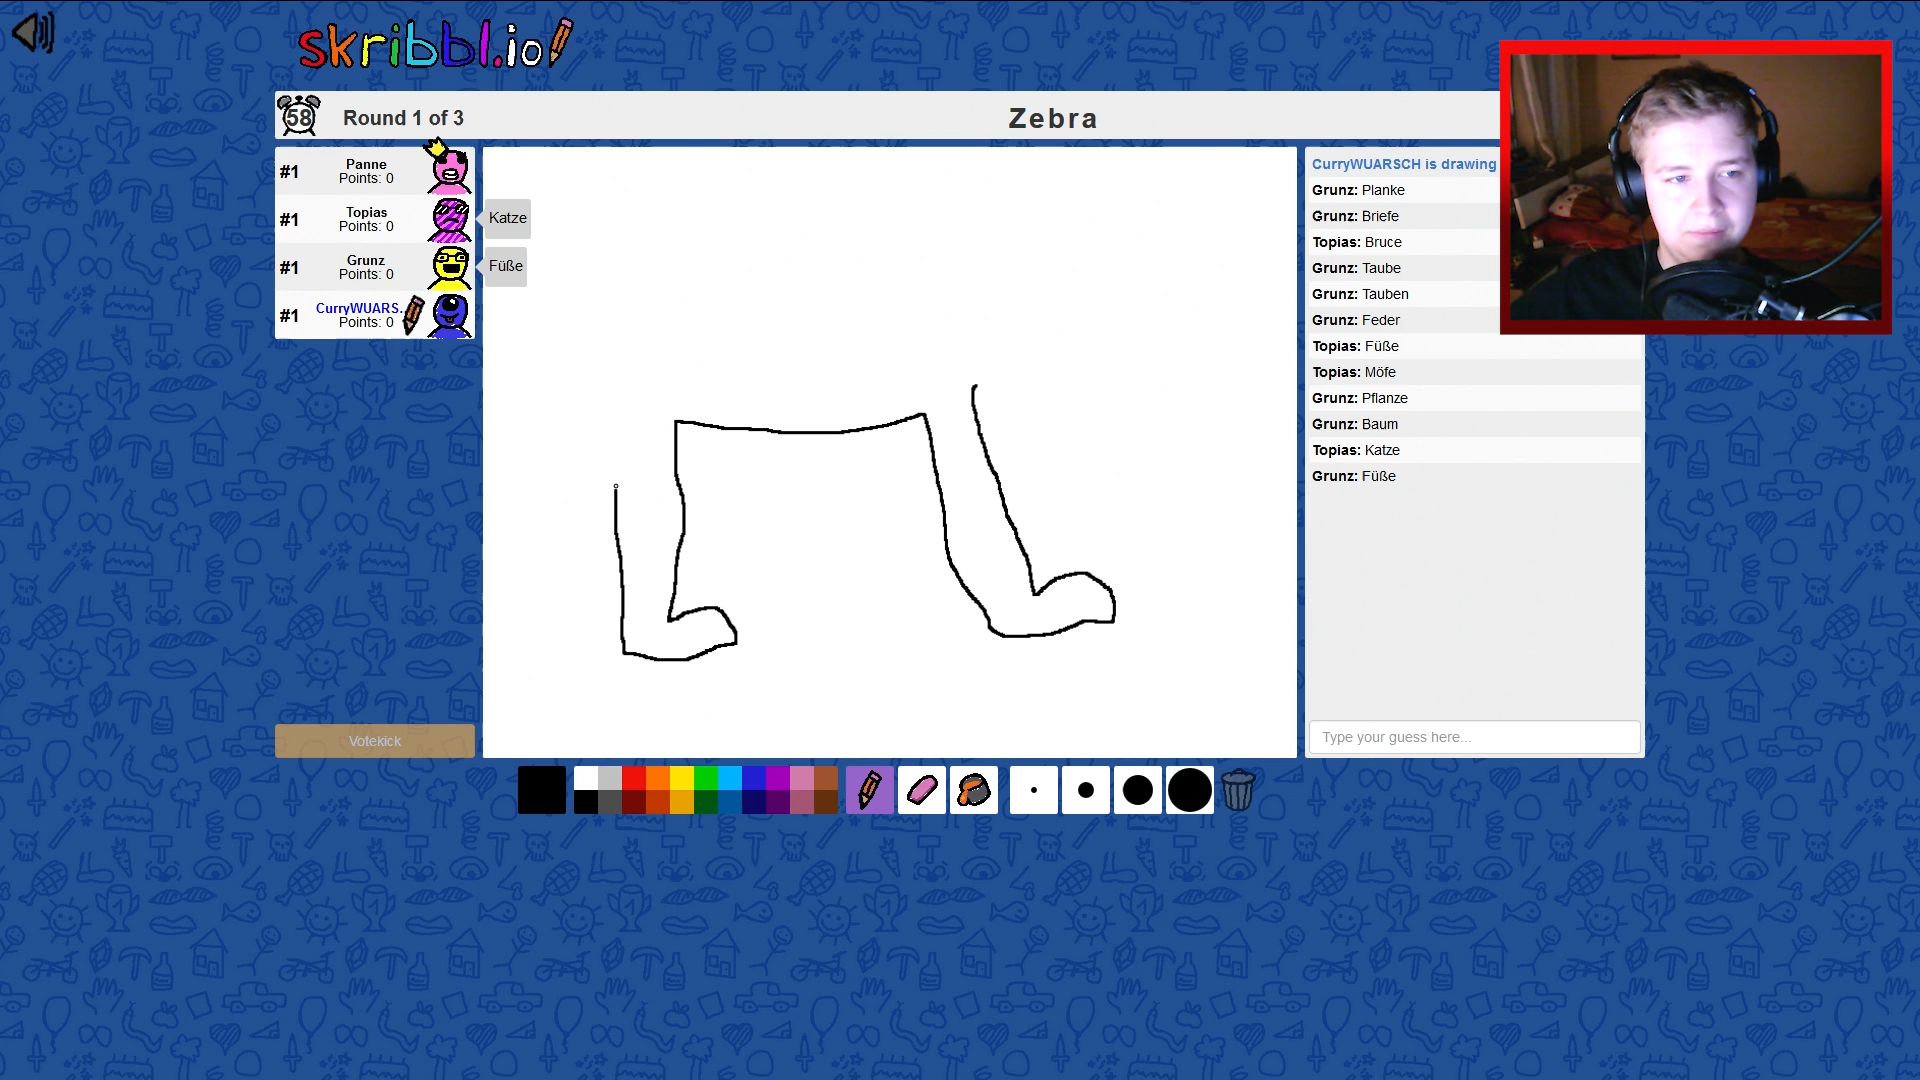 skribbl.io
58
Round 1 of 3
Zebra
#1
Panne
Points: 0
#1
Topias
Points: 0
Katze
#1
Grunz
Points: 0
Füße
#1
CurryWUARS...
Points: 0
Votekick
CurryWUARSCH is drawing
Grunz: Planke
Grunz: Briefe
Topias: Bruce
Grunz: Taube
Grunz: Tauben
Grunz: Feder
Topias: Füße
Topias: Möfe
Grunz: Pflanze
Grunz: Baum
Topias: Katze
Grunz: Füße
Type your guess here...